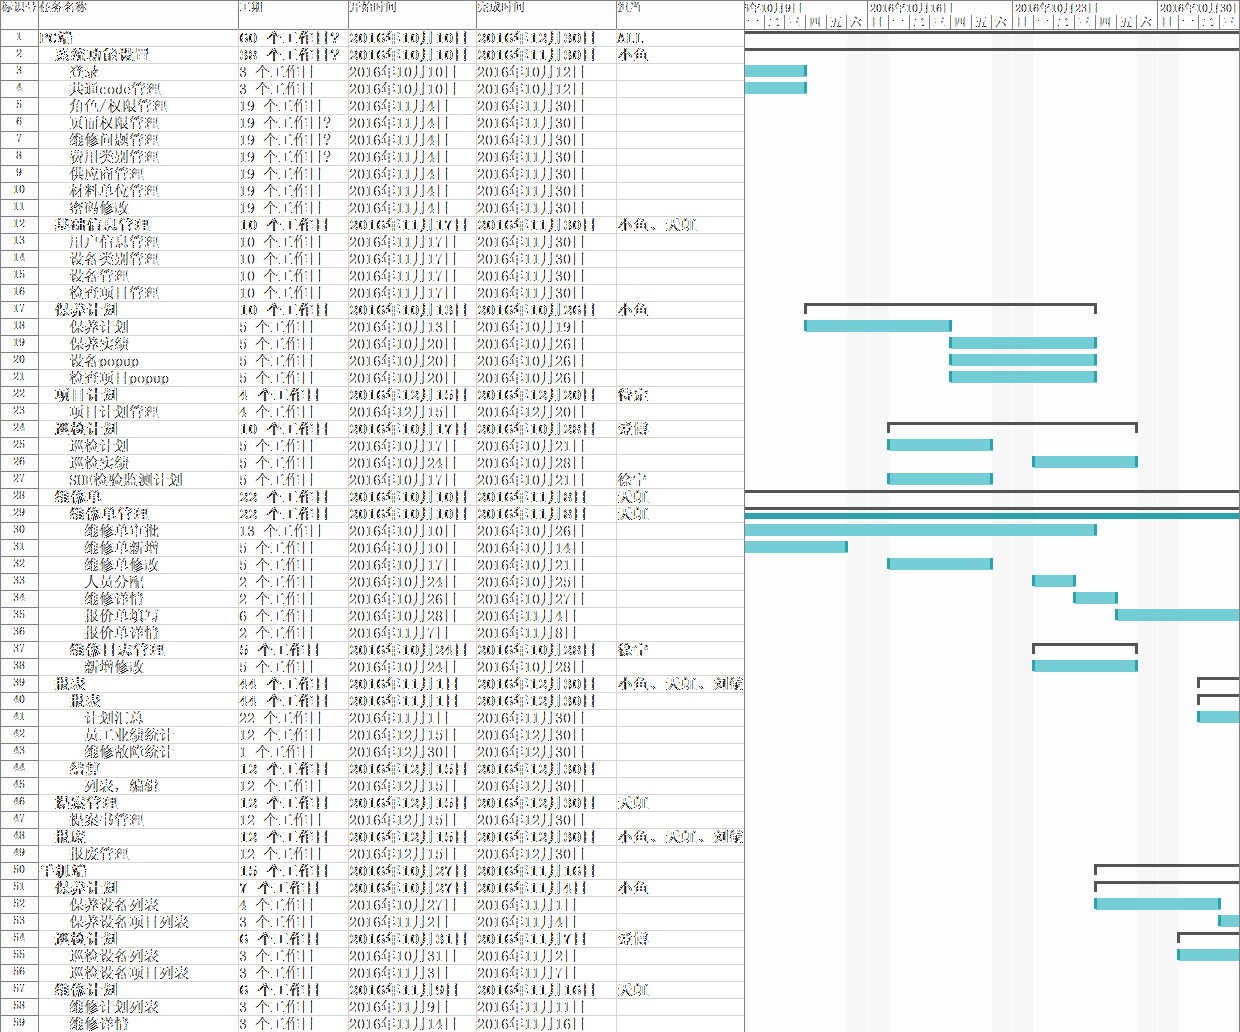 标识号 任务名称 工期 开始时间 完成时间 担当 2016年10月16日 2016年10月23日 2016年10月30
四 五 六 日 一 二 三 四 五 六 日 一 二 三 四 五 六 日 一 二 三
1 PC端 60 个工作日? 2016年10月10日 2016年12月30日 ALL
2 系统功能设置 38 个工作日? 2016年10月10日 2016年11月30日 小鱼
3 登录 3 个工作日 2016年10月10日 2016年10月12日
4 共通code管理 3 个工作日 2016年10月10日 2016年10月12日
5 角色/权限管理 19 个工作日 2016年11月4日 2016年11月30日
6 页面权限管理 19 个工作日? 2016年11月4日 2016年11月30日
7 维修问题管理 19 个工作日? 2016年11月4日 2016年11月30日
8 费用类别管理 19 个工作日? 2016年11月4日 2016年11月30日
9 供应商管理 19 个工作日 2016年11月4日 2016年11月30日
10 材料单位管理 19 个工作日 2016年11月4日 2016年11月30日
11 密码修改 19 个工作日 2016年11月4日 2016年11月30日
12 基础信息管理 10 个工作日 2016年11月17日 2016年11月30日 小鱼、天虹
13 用户信息管理 10 个工作日 2016年11月17日 2016年11月30日
14 设备类别管理 10 个工作日 2016年11月17日 2016年11月30日
15 设备管理 10 个工作日 2016年11月17日 2016年11月30日
16 检查项目管理 10 个工作日 2016年11月17日 2016年11月30日
17 保养计划 10 个工作日 2016年10月13日 2016年10月26日 小鱼
18 保养计划 5 个工作日 2016年10月13日 2016年10月19日
19 保养实绩 5 个工作日 2016年10月20日 2016年10月26日
20 设备popup 5 个工作日 2016年10月20日 2016年10月26日
21 检查项目popup 5 个工作日 2016年10月20日 2016年10月26日
22 项目计划 4 个工作日 2016年12月15日 2016年12月20日 待定
23 项目计划管理 4 个工作日 2016年12月15日 2016年12月20日
24 巡检计划 10 个工作日 2016年10月17日 2016年10月28日
25 巡检计划 5 个工作日 2016年10月17日 2016年10月21日
26 巡检实绩 5 个工作日 2016年10月24日 2016年10月28日
27 SHE检验监测计划 5 个工作日 2016年10月17日 2016年10月21日 徐宁
28 维修单 22 个工作日 2016年10月10日 2016年11月8日 天虹
29 维修单管理 22 个工作日 2016年10月10日 2016年11月8日 天虹
30 维修单审批 13 个工作日 2016年10月10日 2016年10月26日
31 维修单新增 5 个工作日 2016年10月10日 2016年10月14日
32 维修单修改 5 个工作日 2016年10月17日 2016年10月21日
33 人员分配 2 个工作日 2016年10月24日 2016年10月25日
34 维修详情 2 个工作日 2016年10月26日 2016年10月27日
35 报价单填写 6 个工作日 2016年10月28日 2016年11月4日
36 报价单详情 2 个工作日 2016年11月7日 2016年11月8日
37 维修日志管理 5 个工作日 2016年10月24日 2016年10月28日 徐宁
38 新增修改 5 个工作日 2016年10月24日 2016年10月28日
39 报表 44 个工作日 2016年11月1日 2016年12月30日 小鱼、天虹、刘敏
40 报表 44 个工作日 2016年11月1日 2016年12月30日
41 计划汇总 22 个工作日 2016年11月1日 2016年11月30日
42 员工业绩统计 12 个工作日 2016年12月15日 2016年12月30日
43 维修故障统计 1 个工作日 2016年12月30日 2016年12月30日
44 结算 12 个工作日 2016年12月15日 2016年12月30日
45 列表，编辑 12 个工作日 2016年12月15日 2016年12月30日
46 提案管理 12 个工作日 2016年12月15日 2016年12月30日 天虹
47 提案书管理 12 个工作日 2016年12月15日 2016年12月30日
48 报废 12 个工作日 2016年12月15日 2016年12月30日 小鱼、天虹、刘敏
49 报废管理 12 个工作日 2016年12月15日 2016年12月30日
50 手机端 15 个工作日 2016年10月27日 2016年11月16日
51 保养计划 7 个工作日 2016年10月27日 2016年11月4日 小鱼
52 保养设备列表 4 个工作日 2016年10月27日 2016年11月1日
53 保养设备项目列表 3 个工作日 2016年11月2日 2016年11月4日
54 巡检计划 6 个工作日 2016年10月31日 2016年11月7日
55 巡检设备列表 3 个工作日 2016年10月31日 2016年11月2日
56 巡检设备项目列表 3 个工作日 2016年11月3日 2016年11月7日
57 维修计划 6 个工作日 2016年11月9日 2016年11月16日 天虹
58 维修计划列表 3 个工作日 2016年11月9日 2016年11月11日
59 维修详情 3 个工作日 2016年11月14日 2016年11月16日